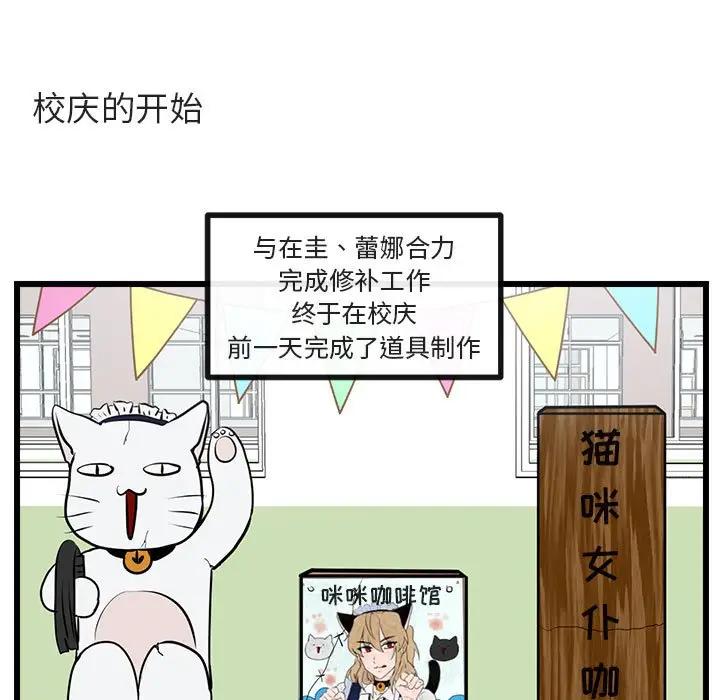 校庆的开始
与在圭、蕾娜合力
完成修补工作
终于在校庆
前一天完成了道具制作
咪咪咖啡馆
猫咪女仆咖